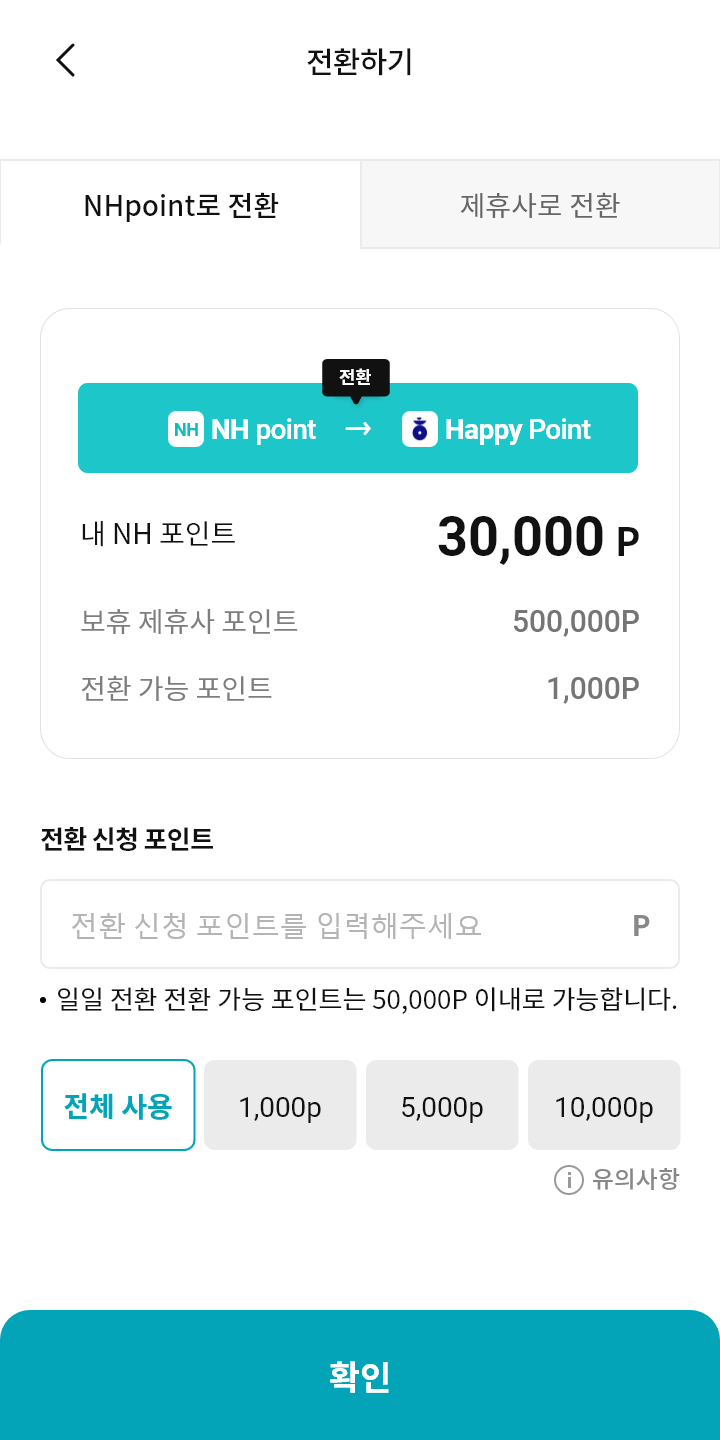 전환하기
NHpoint로 전환
제휴사로 전환
전환
NH NH point → Happy Point
내 NH 포인트 30,000 P
보휴 제휴사 포인트 500,000P
전환 가능 포인트 1,000P
전환 신청 포인트
전환 신청 포인트를 입력해주세요 P
• 일일 전환 전환 가능 포인트는 50,000P 이내로 가능합니다.
전체 사용 1,000p 5,000p 10,000p
유의사항
확인